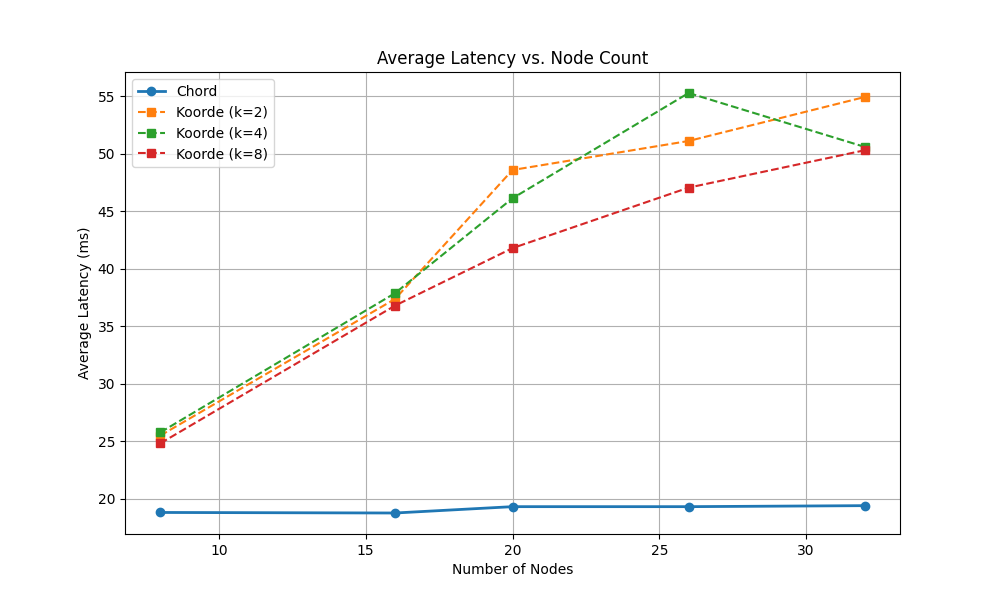 Average Latency vs. Node Count
Chord
Koorde (k=2)
Koorde (k=4)
Koorde (k=8)
55
50
45
40
35
30
25
20
Average Latency (ms)
10
15
20
25
30
Number of Nodes